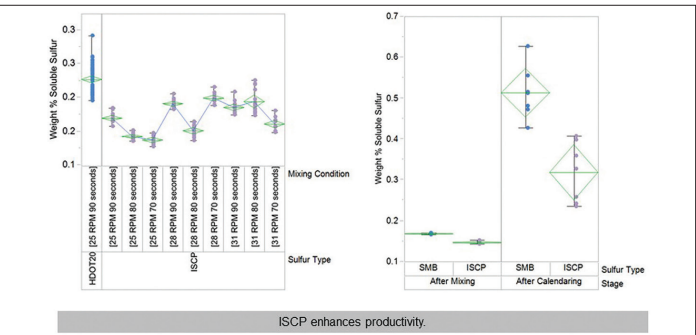 Weight % Soluble Sulfur
0.3
0.3
0.2
0.2
0.1
[25 RPM 90 seconds]
[25 RPM 90 seconds]
[25 RPM 80 seconds]
[25 RPM 70 seconds]
[28 RPM 90 seconds]
[28 RPM 80 seconds]
[28 RPM 70 seconds]
[31 RPM 90 seconds]
[31 RPM 80 seconds]
[31 RPM 70 seconds]
Mixing Condition
HDOT20
ISCP
Sulfur Type
Weight % Soluble Sulfur
0.7
0.6
0.5
0.4
0.3
0.2
0.1
SMB
ISCP
SMB
ISCP
Sulfur Type
After Mixing
After Calendaring
Stage
ISCP enhances productivity.